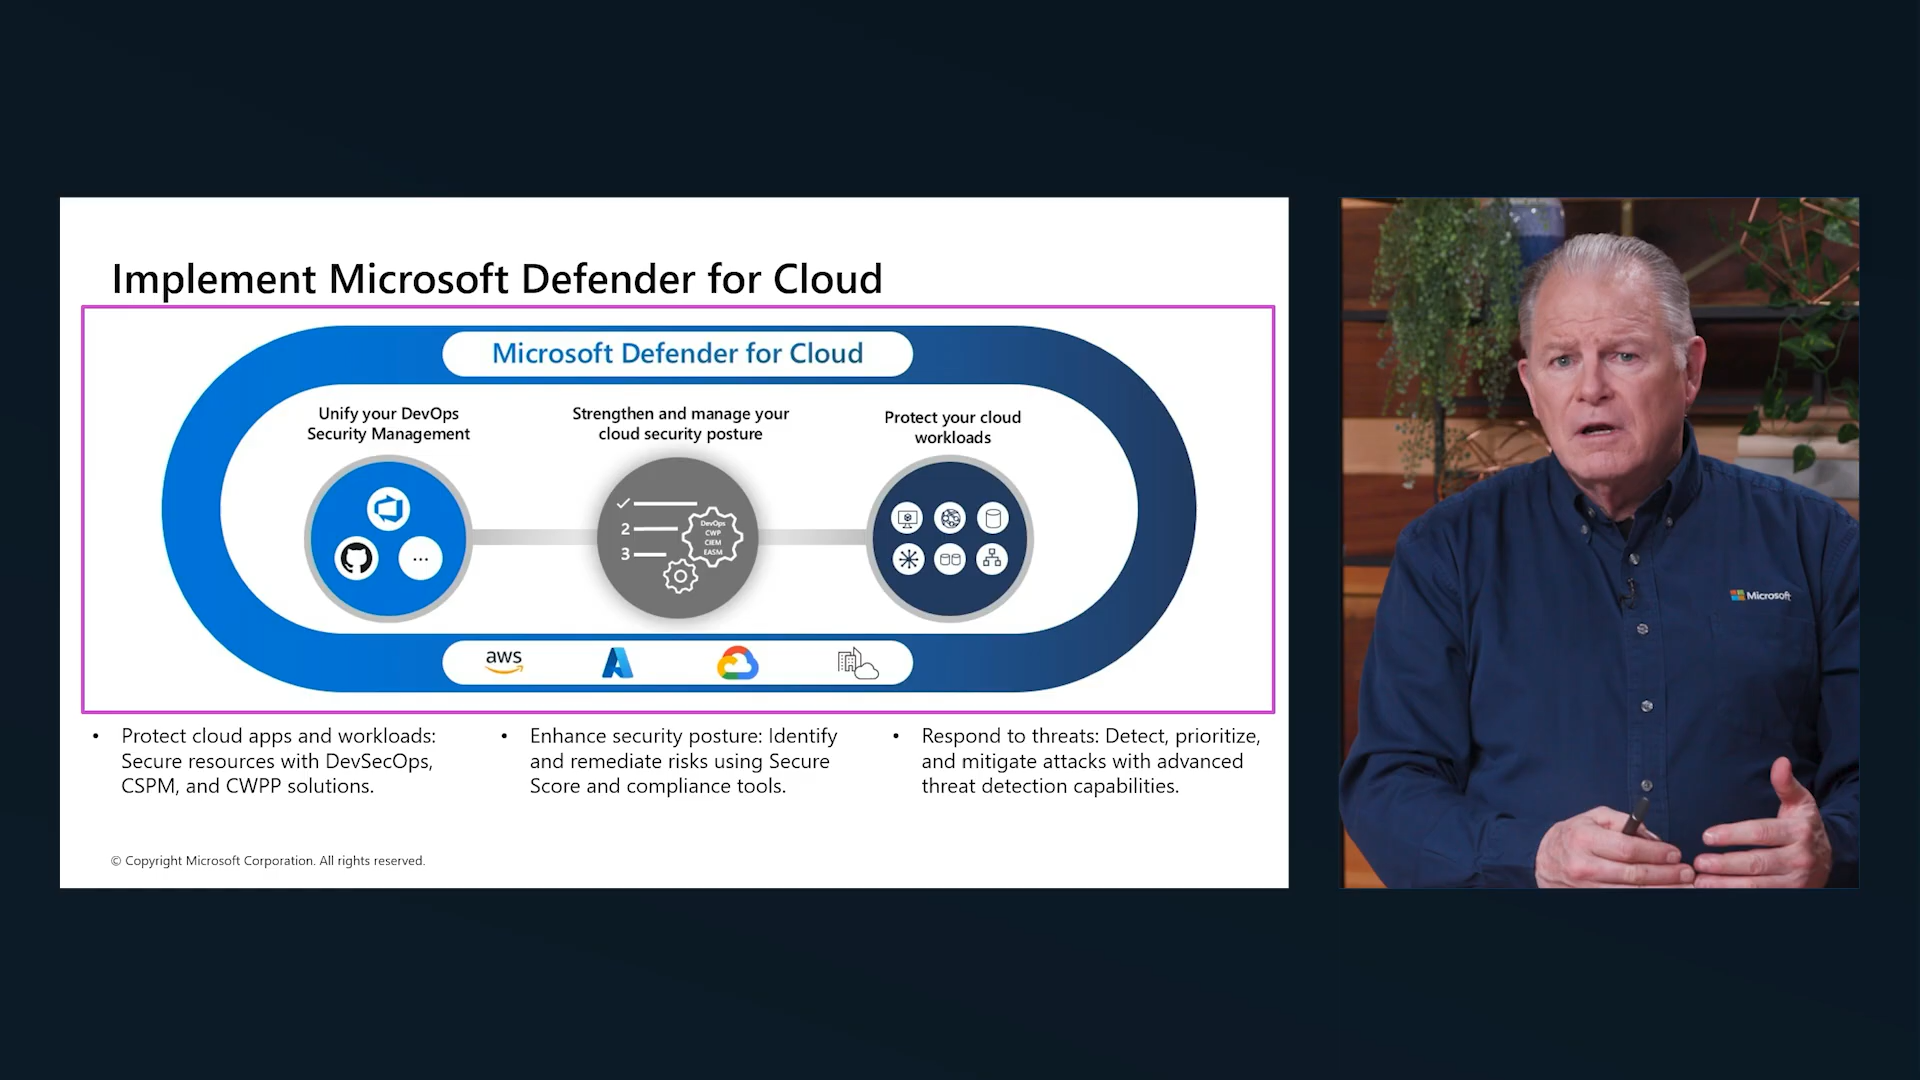 Implement Microsoft Defender for Cloud
Microsoft Defender for Cloud
Unify your DevOps
Security Management
Strengthen and manage your
cloud security posture
Protect your cloud
workloads
2
3
DevOps
CWP
CIEM
EASM
aws
• Protect cloud apps and workloads:
Secure resources with DevSecOps,
CSPM, and CWPP solutions.
• Enhance security posture: Identify
and remediate risks using Secure
Score and compliance tools.
• Respond to threats: Detect, prioritize,
and mitigate attacks with advanced
threat detection capabilities.
© Copyright Microsoft Corporation. All rights reserved.
Microsoft